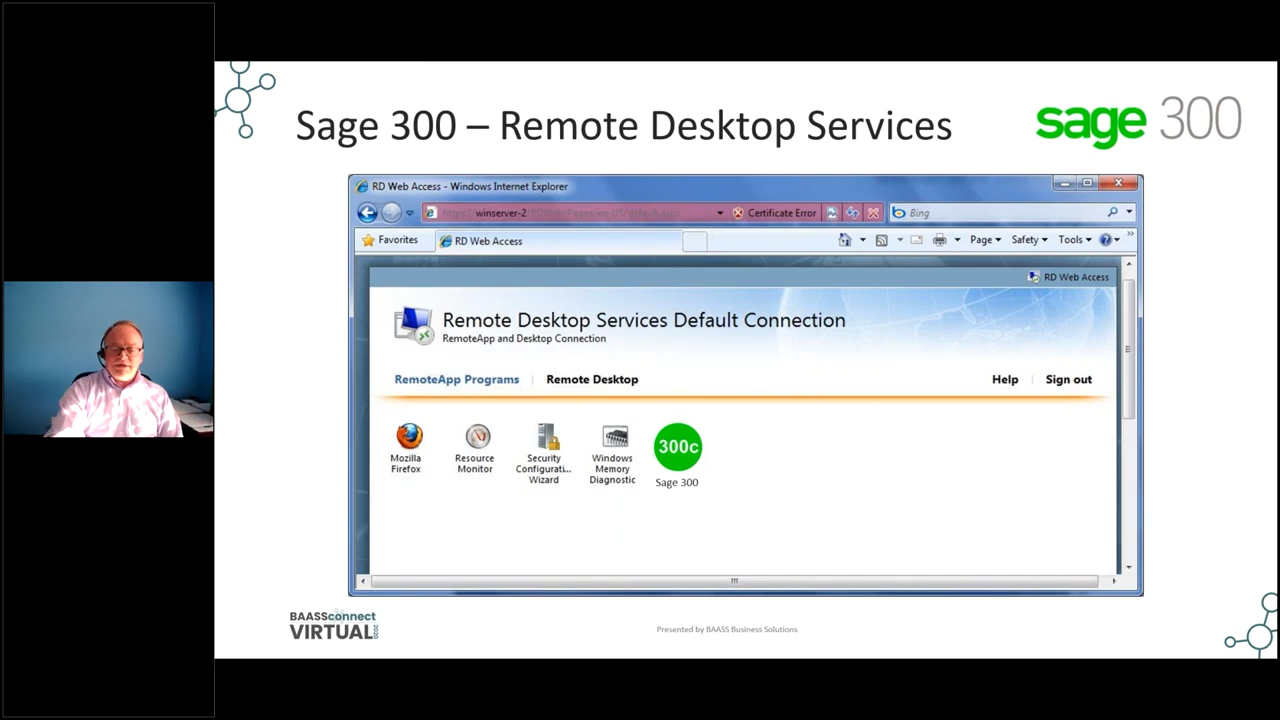 Sage 300 – Remote Desktop Services
sage 300
RD Web Access - Windows Internet Explorer
winserver-2
Certificate Error
Bing
Favorites
RD Web Access
Page
Safety
Tools
RD Web Access
Remote Desktop Services Default Connection
RemoteApp and Desktop Connection
RemoteApp Programs
Remote Desktop
Help
Sign out
Mozilla
Firefox
Resource
Monitor
Security
Configurati...
Wizard
Windows
Memory
Diagnostic
300c
Sage 300
BAASSconnect
VIRTUAL 2020
Presented by BAASS Business Solutions